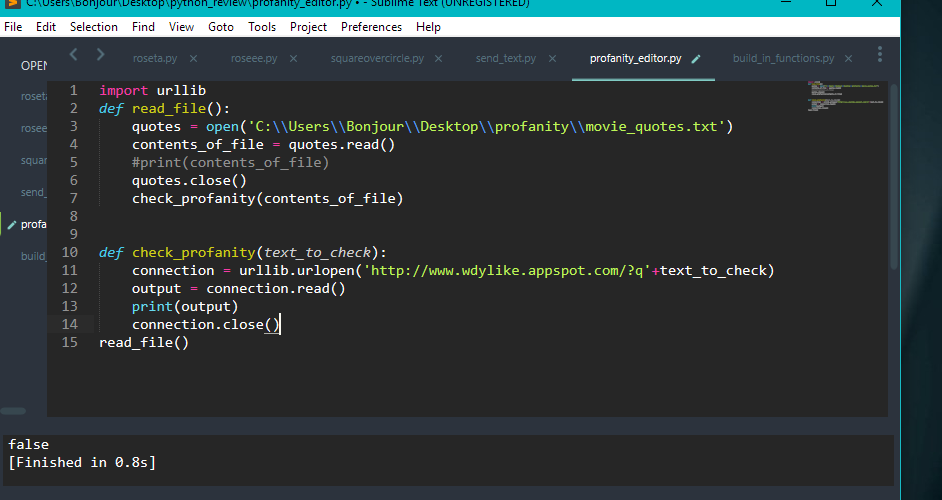 C:\Users\Bonjour\Desktop\python_review\profanity_editor.py • - Sublime Text (UNREGISTERED)
File Edit Selection Find View Goto Tools Project Preferences Help
OPEN
roseta.py × roseee.py × squareovercircle.py × send_text.py × profanity_editor.py build_in_functions.py ×
roseta
rosee
squar
send_
profa
build_
1 import urllib
2 def read_file():
3     quotes = open('C:\\Users\\Bonjour\\Desktop\\profanity\\movie_quotes.txt')
4     contents_of_file = quotes.read()
5     #print(contents_of_file)
6     quotes.close()
7     check_profanity(contents_of_file)
8
9
10 def check_profanity(text_to_check):
11     connection = urllib.urlopen('http://www.wdylike.appspot.com/?q'+text_to_check)
12     output = connection.read()
13     print(output)
14     connection.close()
15 read_file()
false
[Finished in 0.8s]